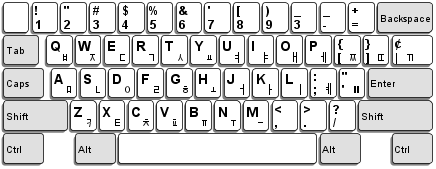 ! " # $ % & ' [ ) _ - +
1 2 3 4 5 6 7 8 9 3 - = Backspace
Tab Q ㅂ W ㅈ E ㄷ R ㄱ T ㅅ Y ㅛ U ㅕ I ㅑ O ㅐ P ㅔ { [ ㅉ } ] ㄸ ¢ | ㄲ
Caps A ㅁ S ㄴ D ㅇ F ㄹ G ㅎ H ㅗ J ㅓ K ㅏ L ㅣ : ; ㅖ " ' ㅃ Enter
Shift Z ㅋ X ㅌ C ㅊ V ㅍ B ㅠ N ㅜ M ㅡ < , > . ? / Shift
Ctrl Alt Alt Ctrl